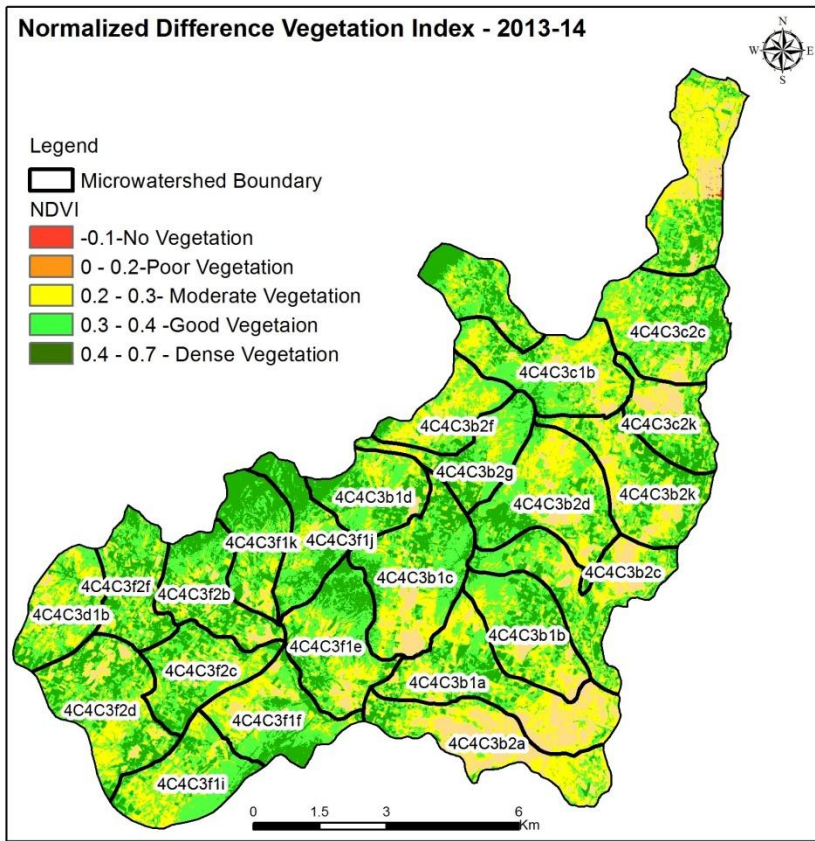 Normalized Difference Vegetation Index - 2013-14
N
W E
S
Legend
Microwatershed Boundary
NDVI
-0.1-No Vegetation
0 - 0.2-Poor Vegetation
0.2 - 0.3- Moderate Vegetation
0.3 - 0.4 -Good Vegetaion
0.4 - 0.7 - Dense Vegetation
4C4C3c2c
4C4C3c1b
4C4C3c2k
4C4C3b2f
4C4C3b2g
4C4C3b1d
4C4C3b2k
4C4C3b2d
4C4C3f1k
4C4C3f1j
4C4C3b1c
4C4C3b2c
4C4C3f2f
4C4C3f2b
4C4C3d1b
4C4C3b1b
4C4C3f1e
4C4C3f2c
4C4C3b1a
4C4C3f2d
4C4C3f1f
4C4C3b2a
4C4C3f1i
0 1.5 3 6
Km